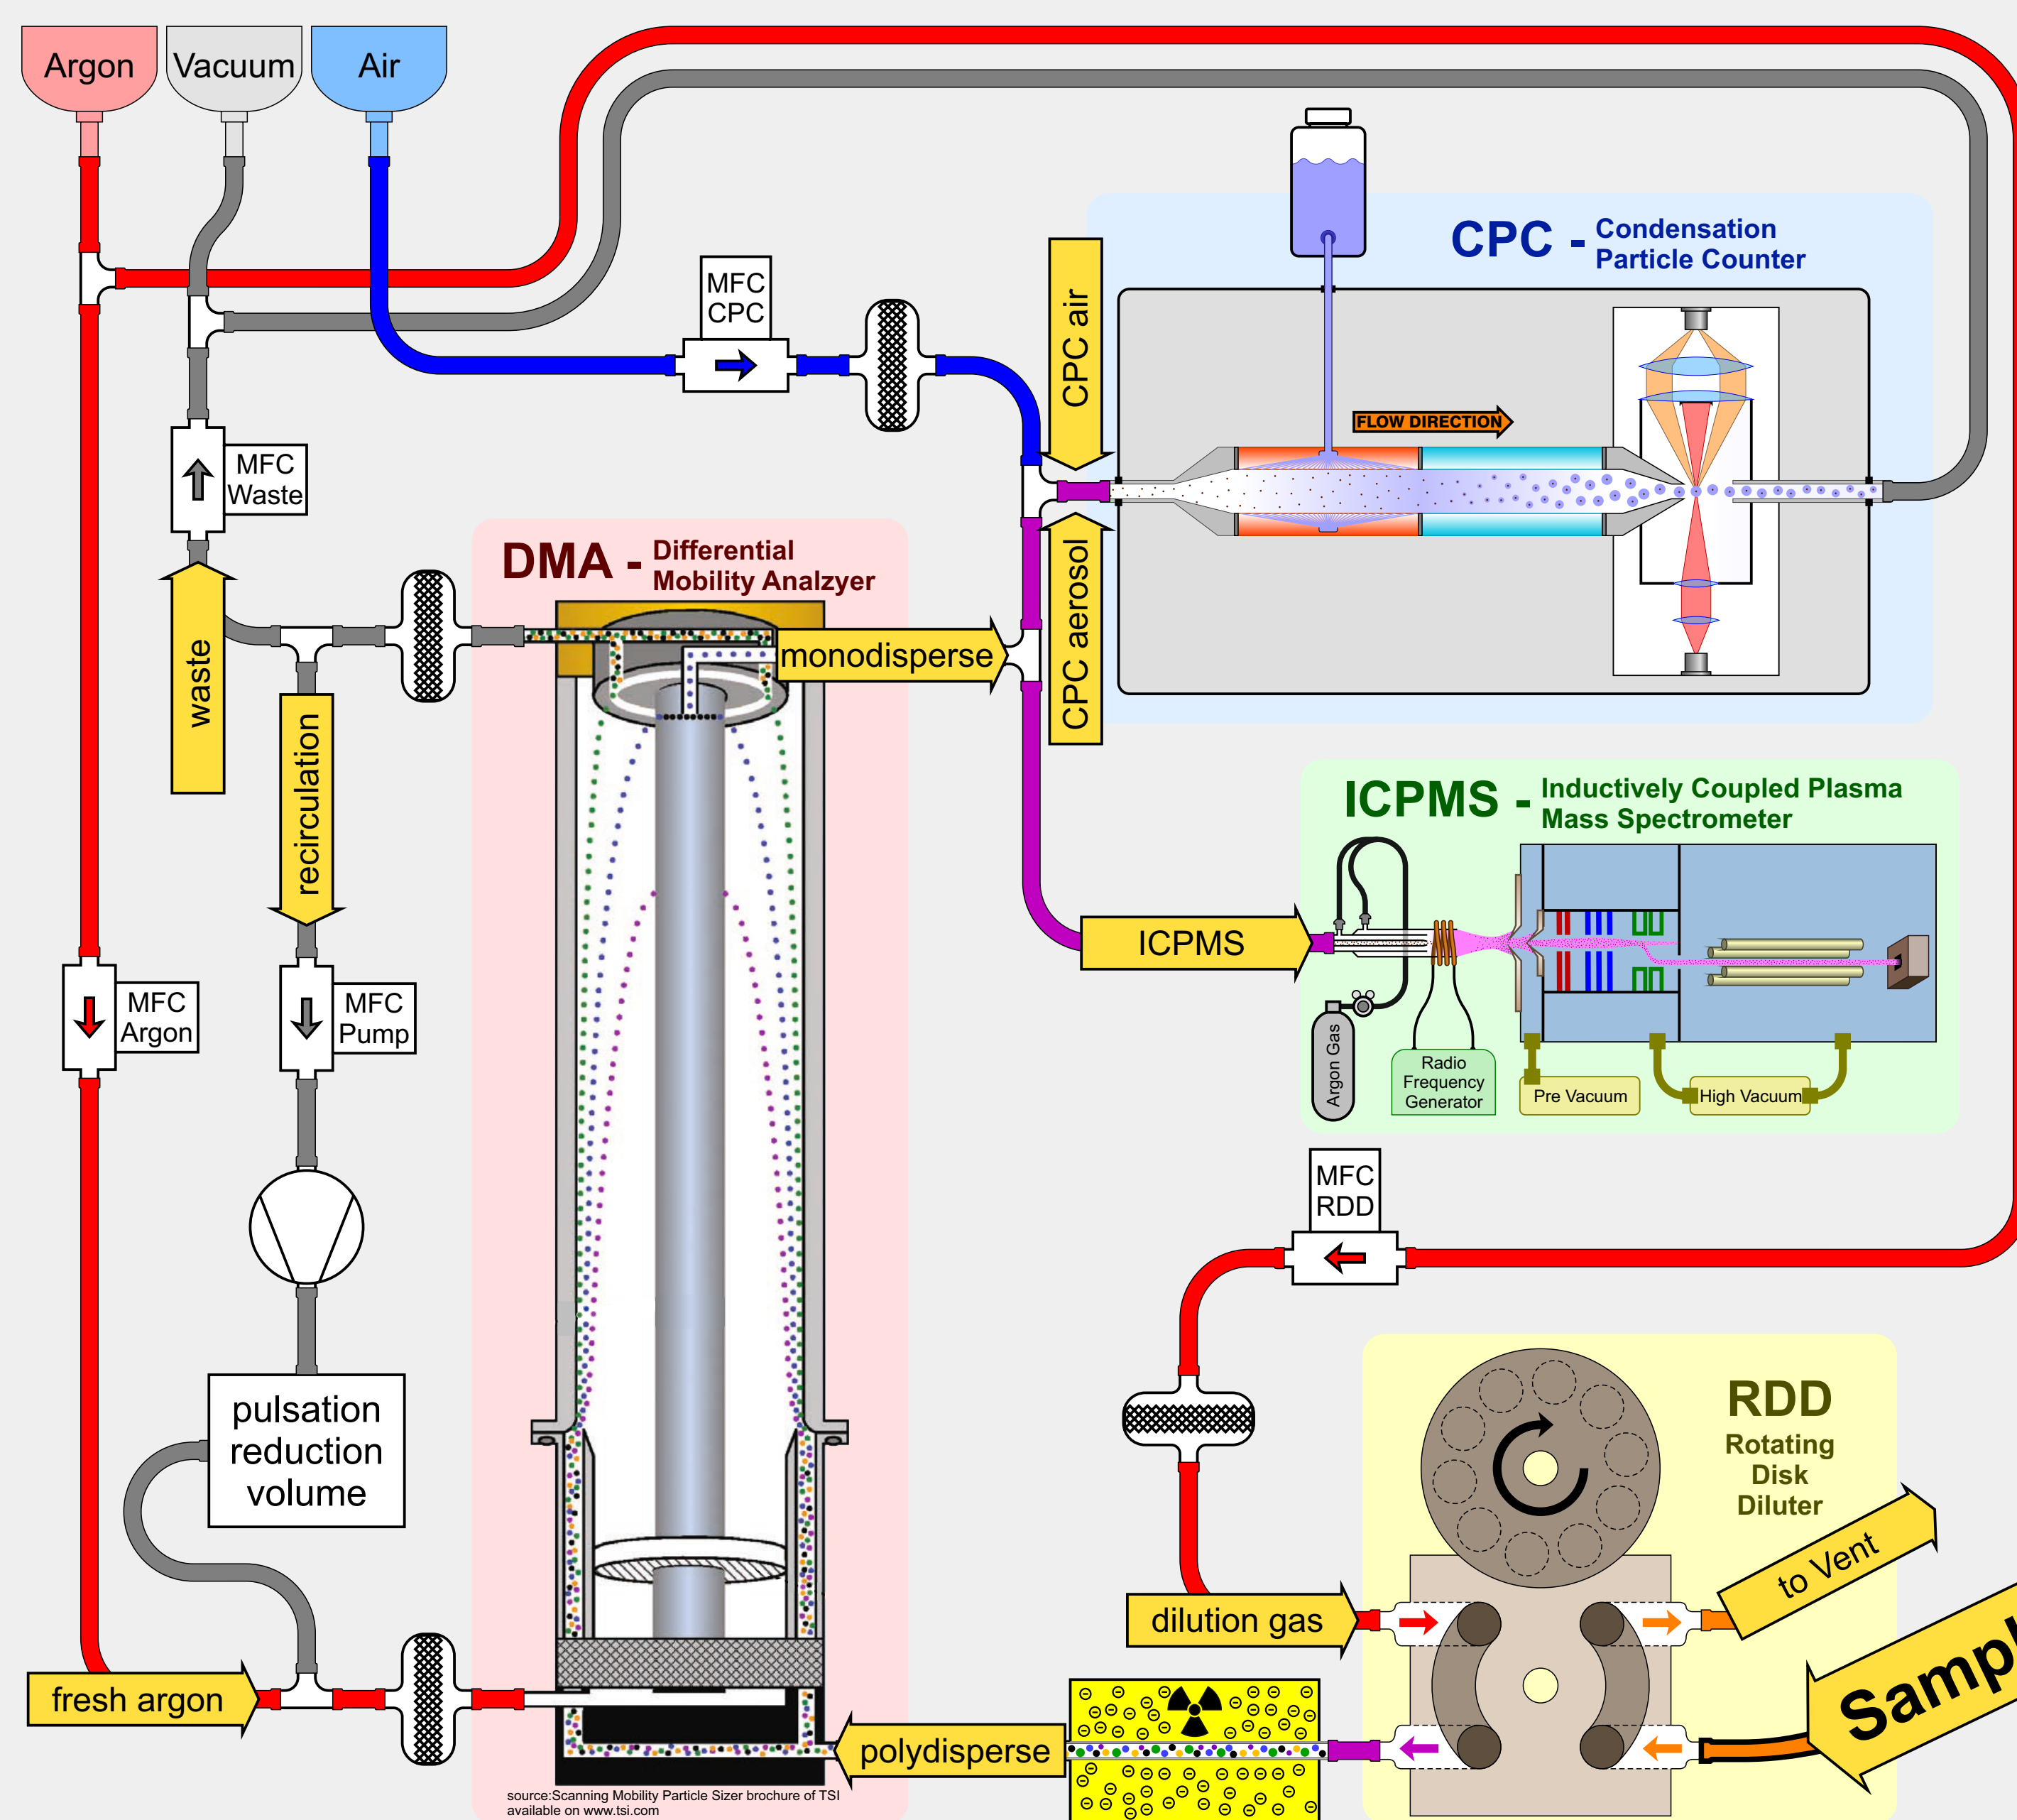 Argon
Vacuum
Air
MFC
CPC
CPC air
CPC - Condensation
Particle Counter
FLOW DIRECTION
MFC
Waste
DMA - Differential
Mobility Analzyer
waste
monodisperse
CPC aerosol
recirculation
ICPMS - Inductively Coupled Plasma
Mass Spectrometer
ICPMS
MFC
Argon
MFC
Pump
Argon Gas
Radio
Frequency
Generator
Pre Vacuum
High Vacuum
MFC
RDD
pulsation
reduction
volume
RDD
Rotating
Disk
Diluter
to Vent
dilution gas
fresh argon
polydisperse
source:Scanning Mobility Particle Sizer brochure of TSI
available on www.tsi.com